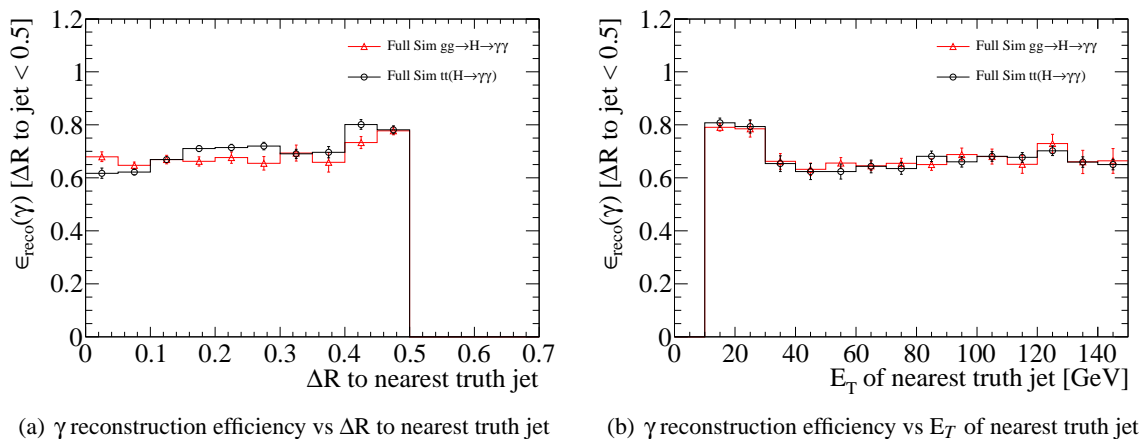 ϵreco(γ) [ΔR to jet < 0.5]
1.2
1
0.8
0.6
0.4
0.2
0
Full Sim gg→H→γγ
Full Sim tt(H→γγ)
0 0.1 0.2 0.3 0.4 0.5 0.6 0.7
ΔR to nearest truth jet
(a) γ reconstruction efficiency vs ΔR to nearest truth jet
ϵreco(γ) [ΔR to jet < 0.5]
1.2
1
0.8
0.6
0.4
0.2
0
Full Sim gg→H→γγ
Full Sim tt(H→γγ)
0 20 40 60 80 100 120 140
ET of nearest truth jet [GeV]
(b) γ reconstruction efficiency vs ET of nearest truth jet